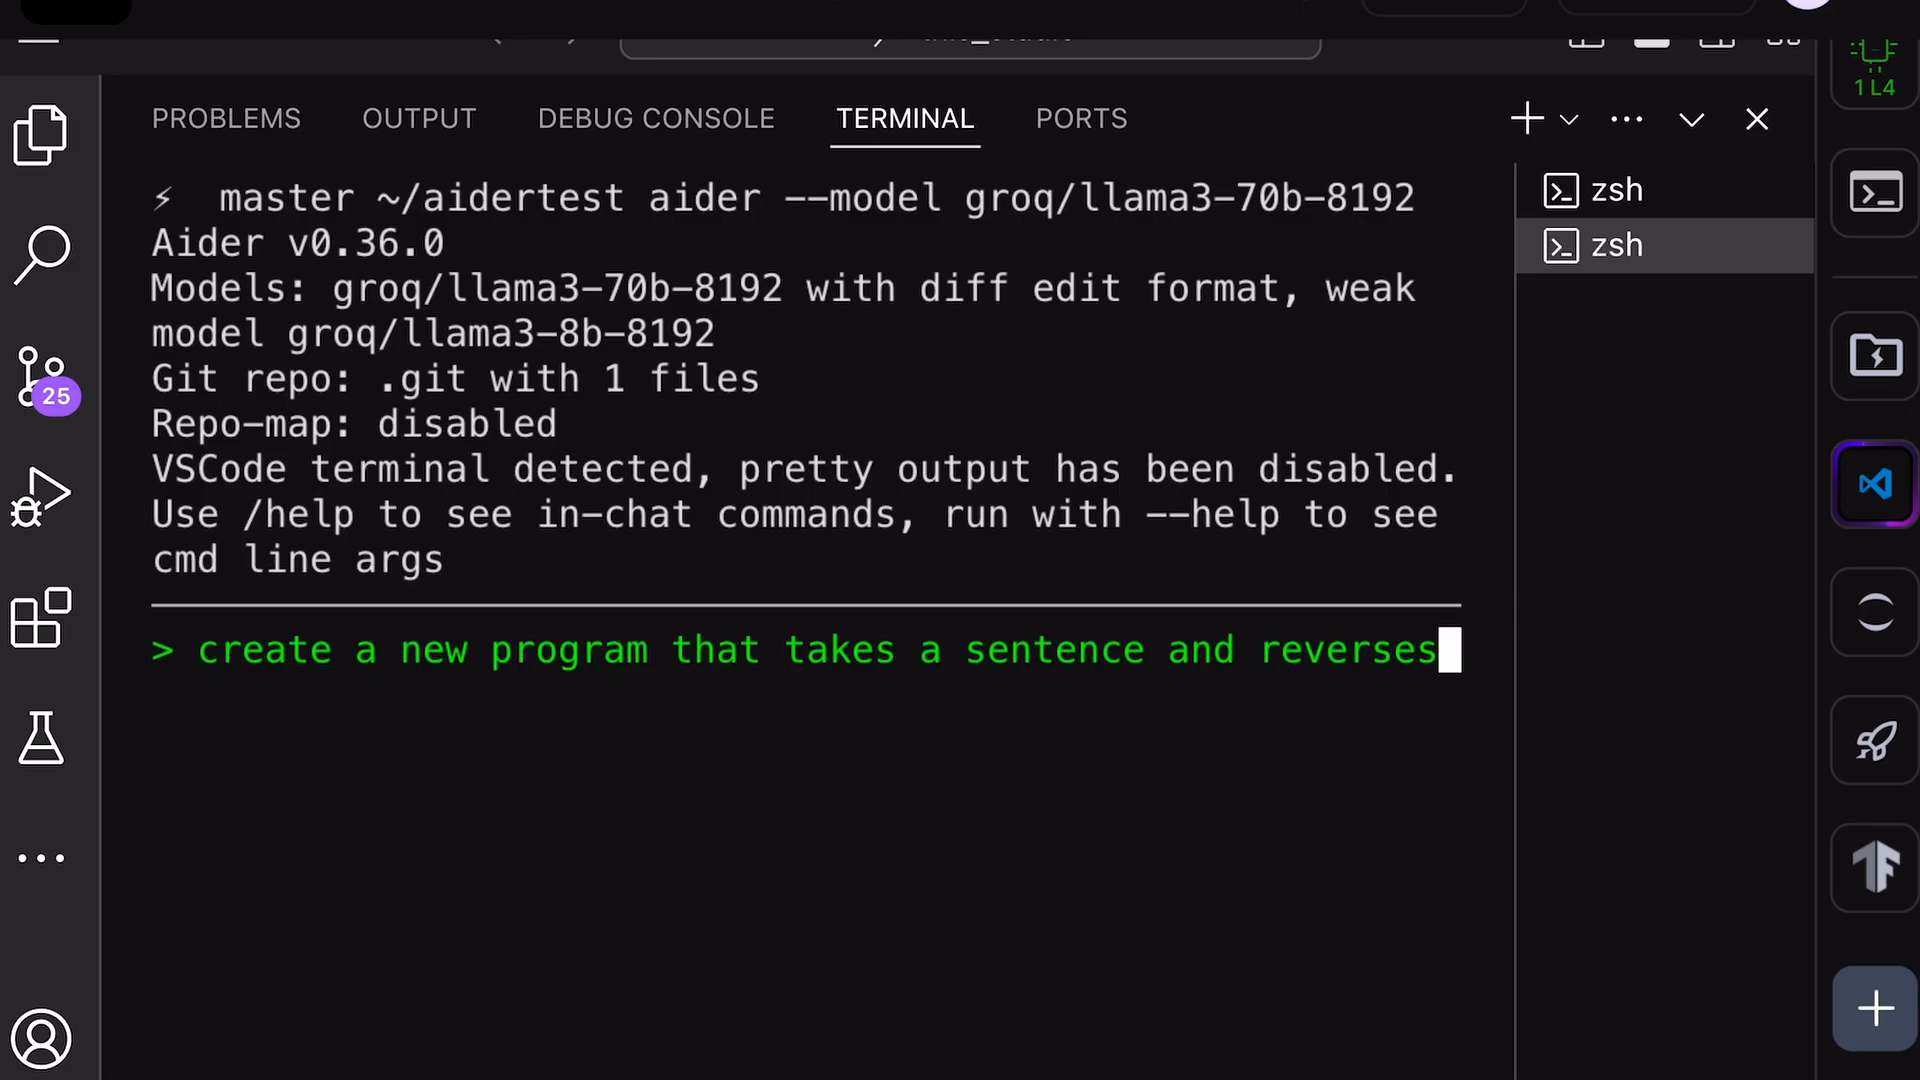 1 L4
PROBLEMS OUTPUT DEBUG CONSOLE TERMINAL PORTS
⚡ master ~/aidertest aider --model groq/llama3-70b-8192
Aider v0.36.0
Models: groq/llama3-70b-8192 with diff edit format, weak
model groq/llama3-8b-8192
Git repo: .git with 1 files
Repo-map: disabled
VSCode terminal detected, pretty output has been disabled.
Use /help to see in-chat commands, run with --help to see
cmd line args
> create a new program that takes a sentence and reverses
zsh
zsh
25